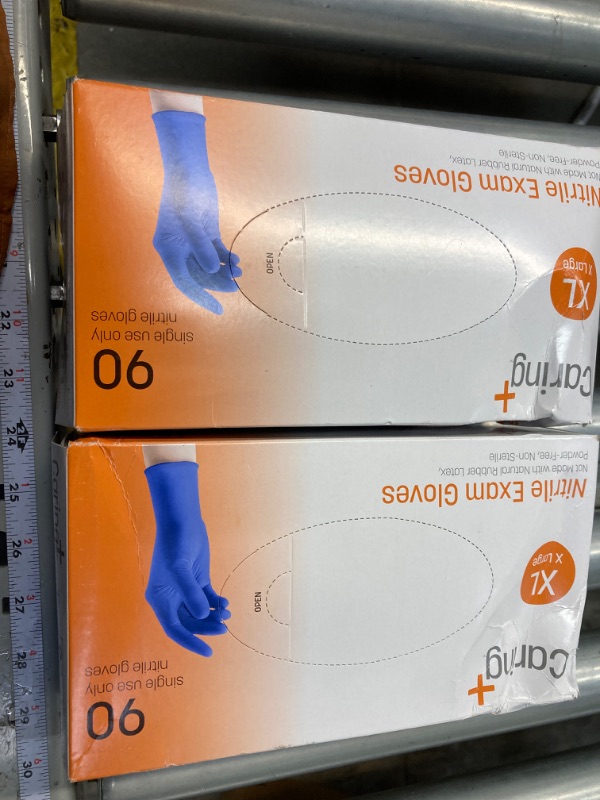 Caring
XL
X Large
Nitrile Exam Gloves
Not Made with Natural Rubber Latex,
Powder-Free, Non-Sterile
OPEN
90
single use only
nitrile gloves
Caring
XL
X Large
Nitrile Exam Gloves
Not Made with Natural Rubber Latex,
Powder-Free, Non-Sterile
OPEN
90
single use only
nitrile gloves
22
23
24
25
26
27
28
29
30